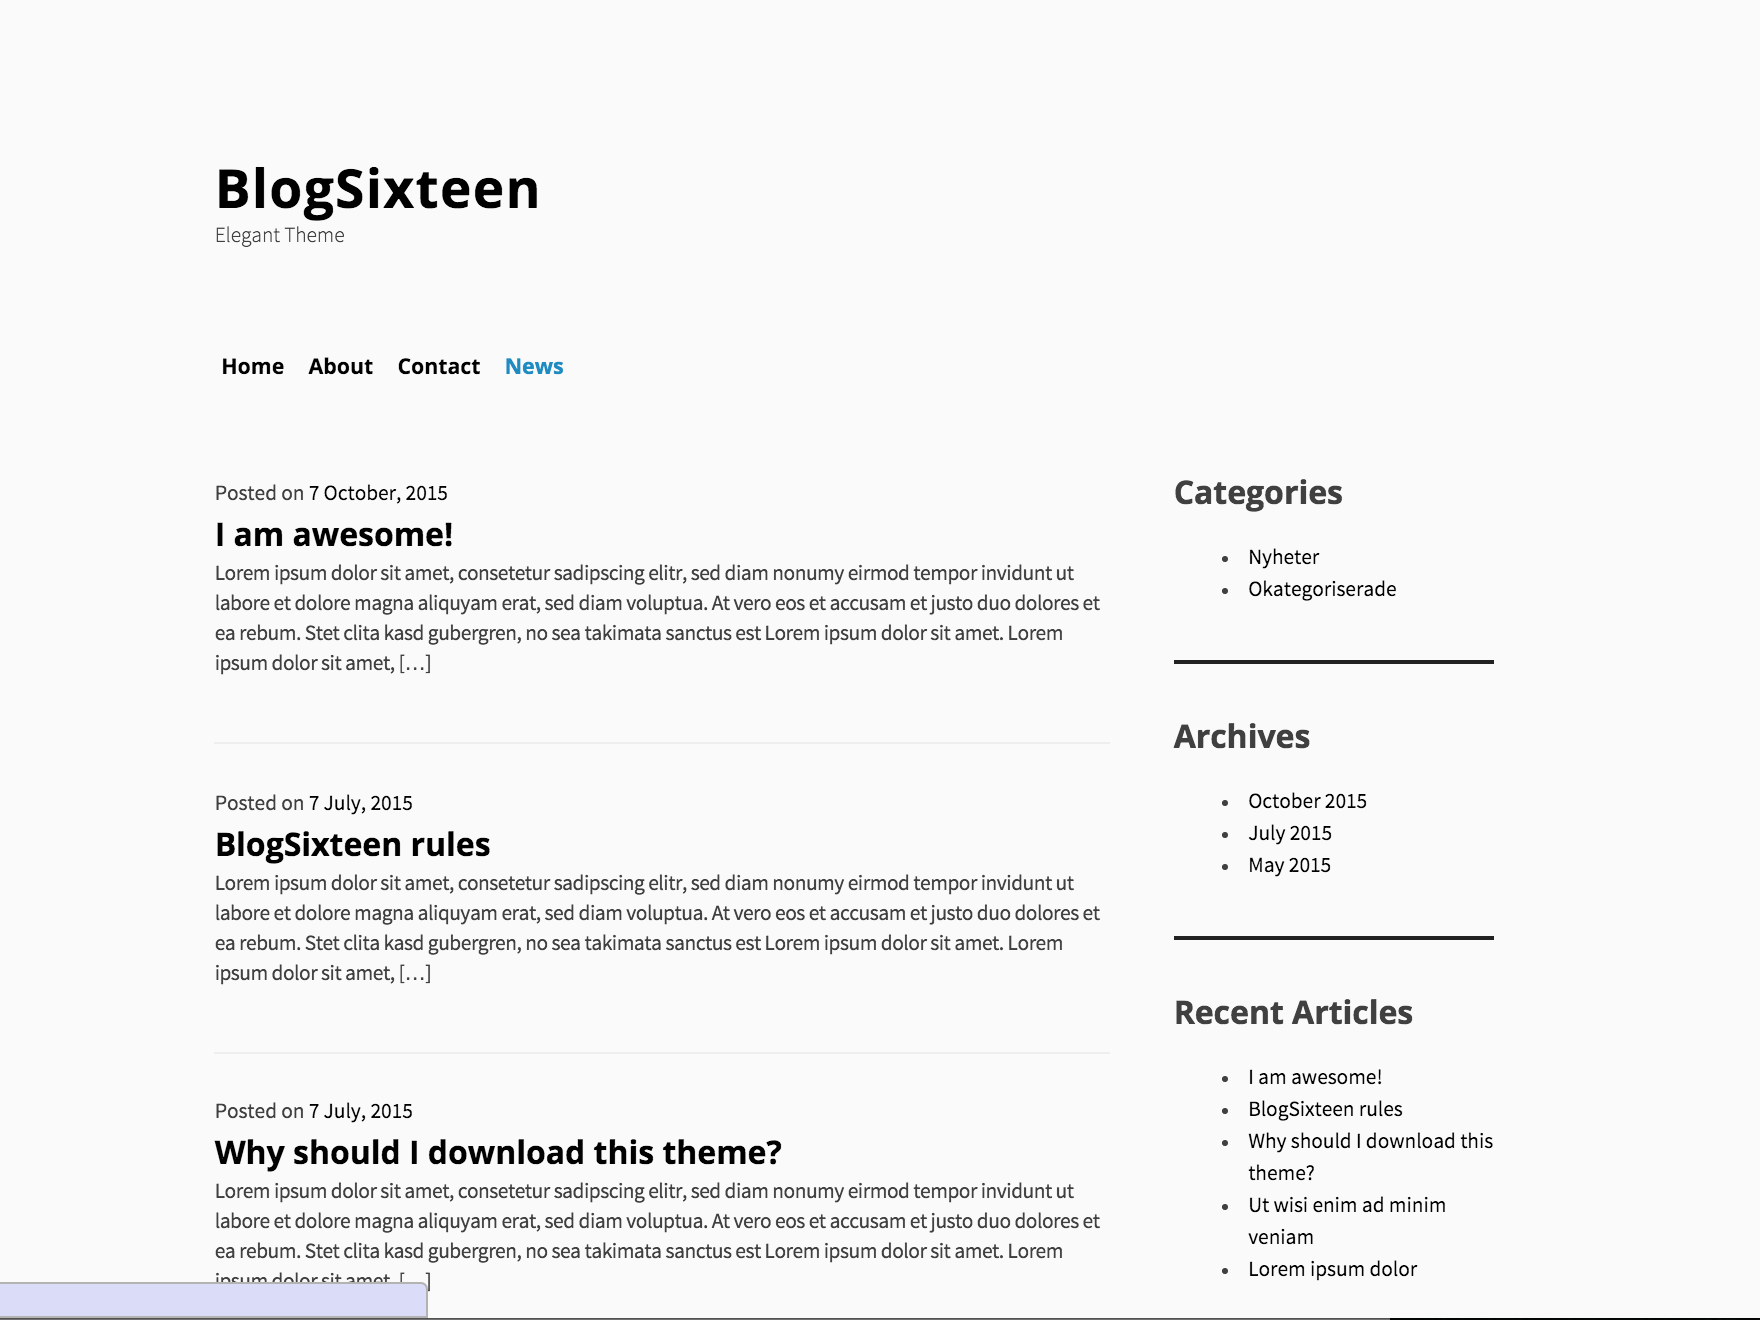 BlogSixteen
Elegant Theme
Home About Contact News
Posted on 7 October, 2015
I am awesome!
Lorem ipsum dolor sit amet, consetetur sadipscing elitr, sed diam nonumy eirmod tempor invidunt ut
labore et dolore magna aliquyam erat, sed diam voluptua. At vero eos et accusam et justo duo dolores et
ea rebum. Stet clita kasd gubergren, no sea takimata sanctus est Lorem ipsum dolor sit amet. Lorem
ipsum dolor sit amet, […]
Posted on 7 July, 2015
BlogSixteen rules
Lorem ipsum dolor sit amet, consetetur sadipscing elitr, sed diam nonumy eirmod tempor invidunt ut
labore et dolore magna aliquyam erat, sed diam voluptua. At vero eos et accusam et justo duo dolores et
ea rebum. Stet clita kasd gubergren, no sea takimata sanctus est Lorem ipsum dolor sit amet. Lorem
ipsum dolor sit amet, […]
Posted on 7 July, 2015
Why should I download this theme?
Lorem ipsum dolor sit amet, consetetur sadipscing elitr, sed diam nonumy eirmod tempor invidunt ut
labore et dolore magna aliquyam erat, sed diam voluptua. At vero eos et accusam et justo duo dolores et
ea rebum. Stet clita kasd gubergren, no sea takimata sanctus est Lorem ipsum dolor sit amet. Lorem
ipsum dolor sit amet, […]
Categories
• Nyheter
• Okategoriserade
Archives
• October 2015
• July 2015
• May 2015
Recent Articles
• I am awesome!
• BlogSixteen rules
• Why should I download this
theme?
• Ut wisi enim ad minim
veniam
• Lorem ipsum dolor